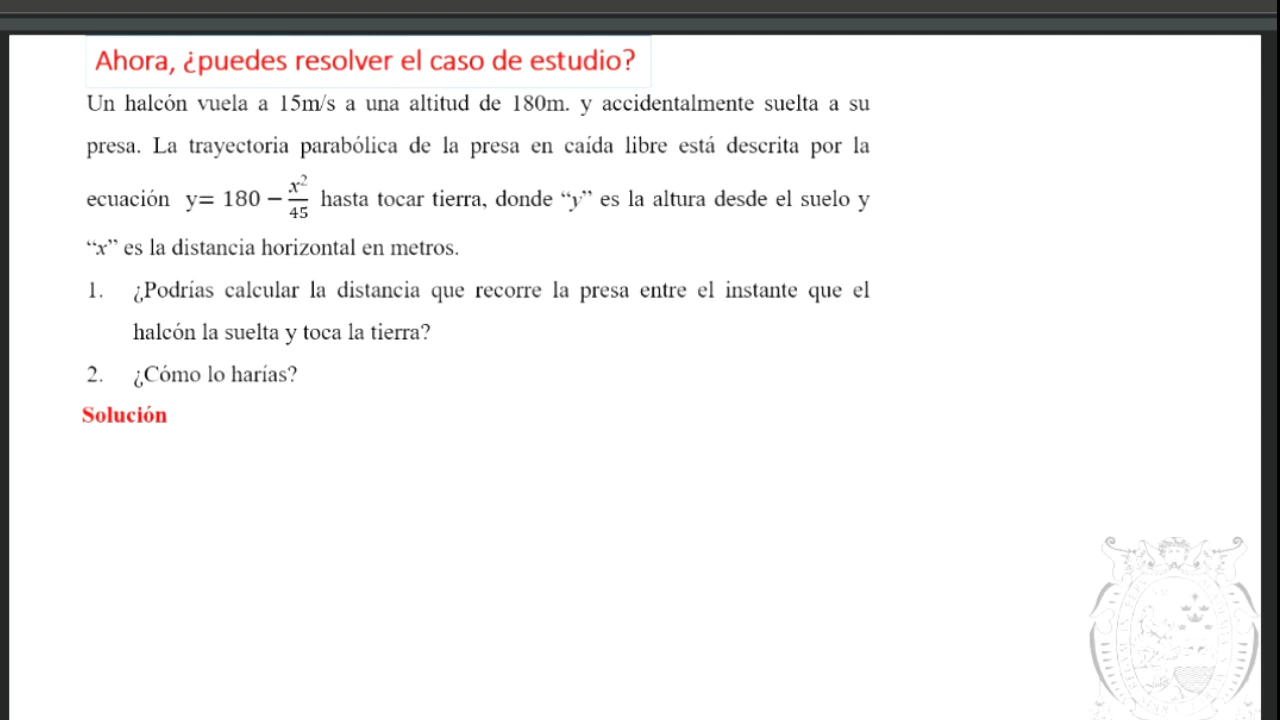 Ahora, ¿puedes resolver el caso de estudio?
Un halcón vuela a 15m/s a una altitud de 180m. y accidentalmente suelta a su
presa. La trayectoria parabólica de la presa en caída libre está descrita por la
ecuación y= 180 − x²/45 hasta tocar tierra, donde “y” es la altura desde el suelo y
“x” es la distancia horizontal en metros.
1. ¿Podrías calcular la distancia que recorre la presa entre el instante que el
halcón la suelta y toca la tierra?
2. ¿Cómo lo harías?
Solución